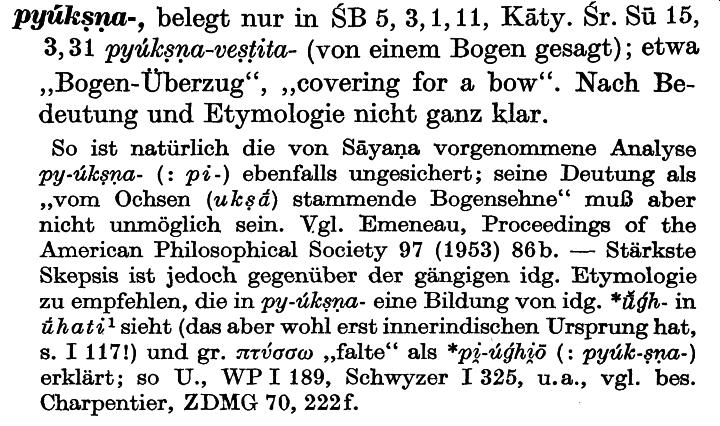 pyúkṣṇa-, belegt nur in ŚB 5, 3, 1, 11, Kāty. Śr. Sū 15,
3, 31 pyúkṣṇa-veṣṭita- (von einem Bogen gesagt); etwa
„Bogen-Überzug“, „covering for a bow“. Nach Be-
deutung und Etymologie nicht ganz klar.
So ist natürlich die von Sāyaṇa vorgenommene Analyse
py-úkṣṇa- (: pi-) ebenfalls ungesichert; seine Deutung als
„vom Ochsen (ukṣā́) stammende Bogensehne“ muß aber
nicht unmöglich sein. Vgl. Emeneau, Proceedings of the
American Philosophical Society 97 (1953) 86b. — Stärkste
Skepsis ist jedoch gegenüber der gängigen idg. Etymologie
zu empfehlen, die in py-úkṣṇa- eine Bildung von idg. *ū̆ǵh- in
ū́hati¹ sieht (das aber wohl erst innerindischen Ursprung hat,
s. I 117!) und gr. πτύσσω „falte“ als *pi̯-úǵhi̯ō (: pyúk-ṣṇa-)
erklärt; so U., WP I 189, Schwyzer I 325, u.a., vgl. bes.
Charpentier, ZDMG 70, 222f.